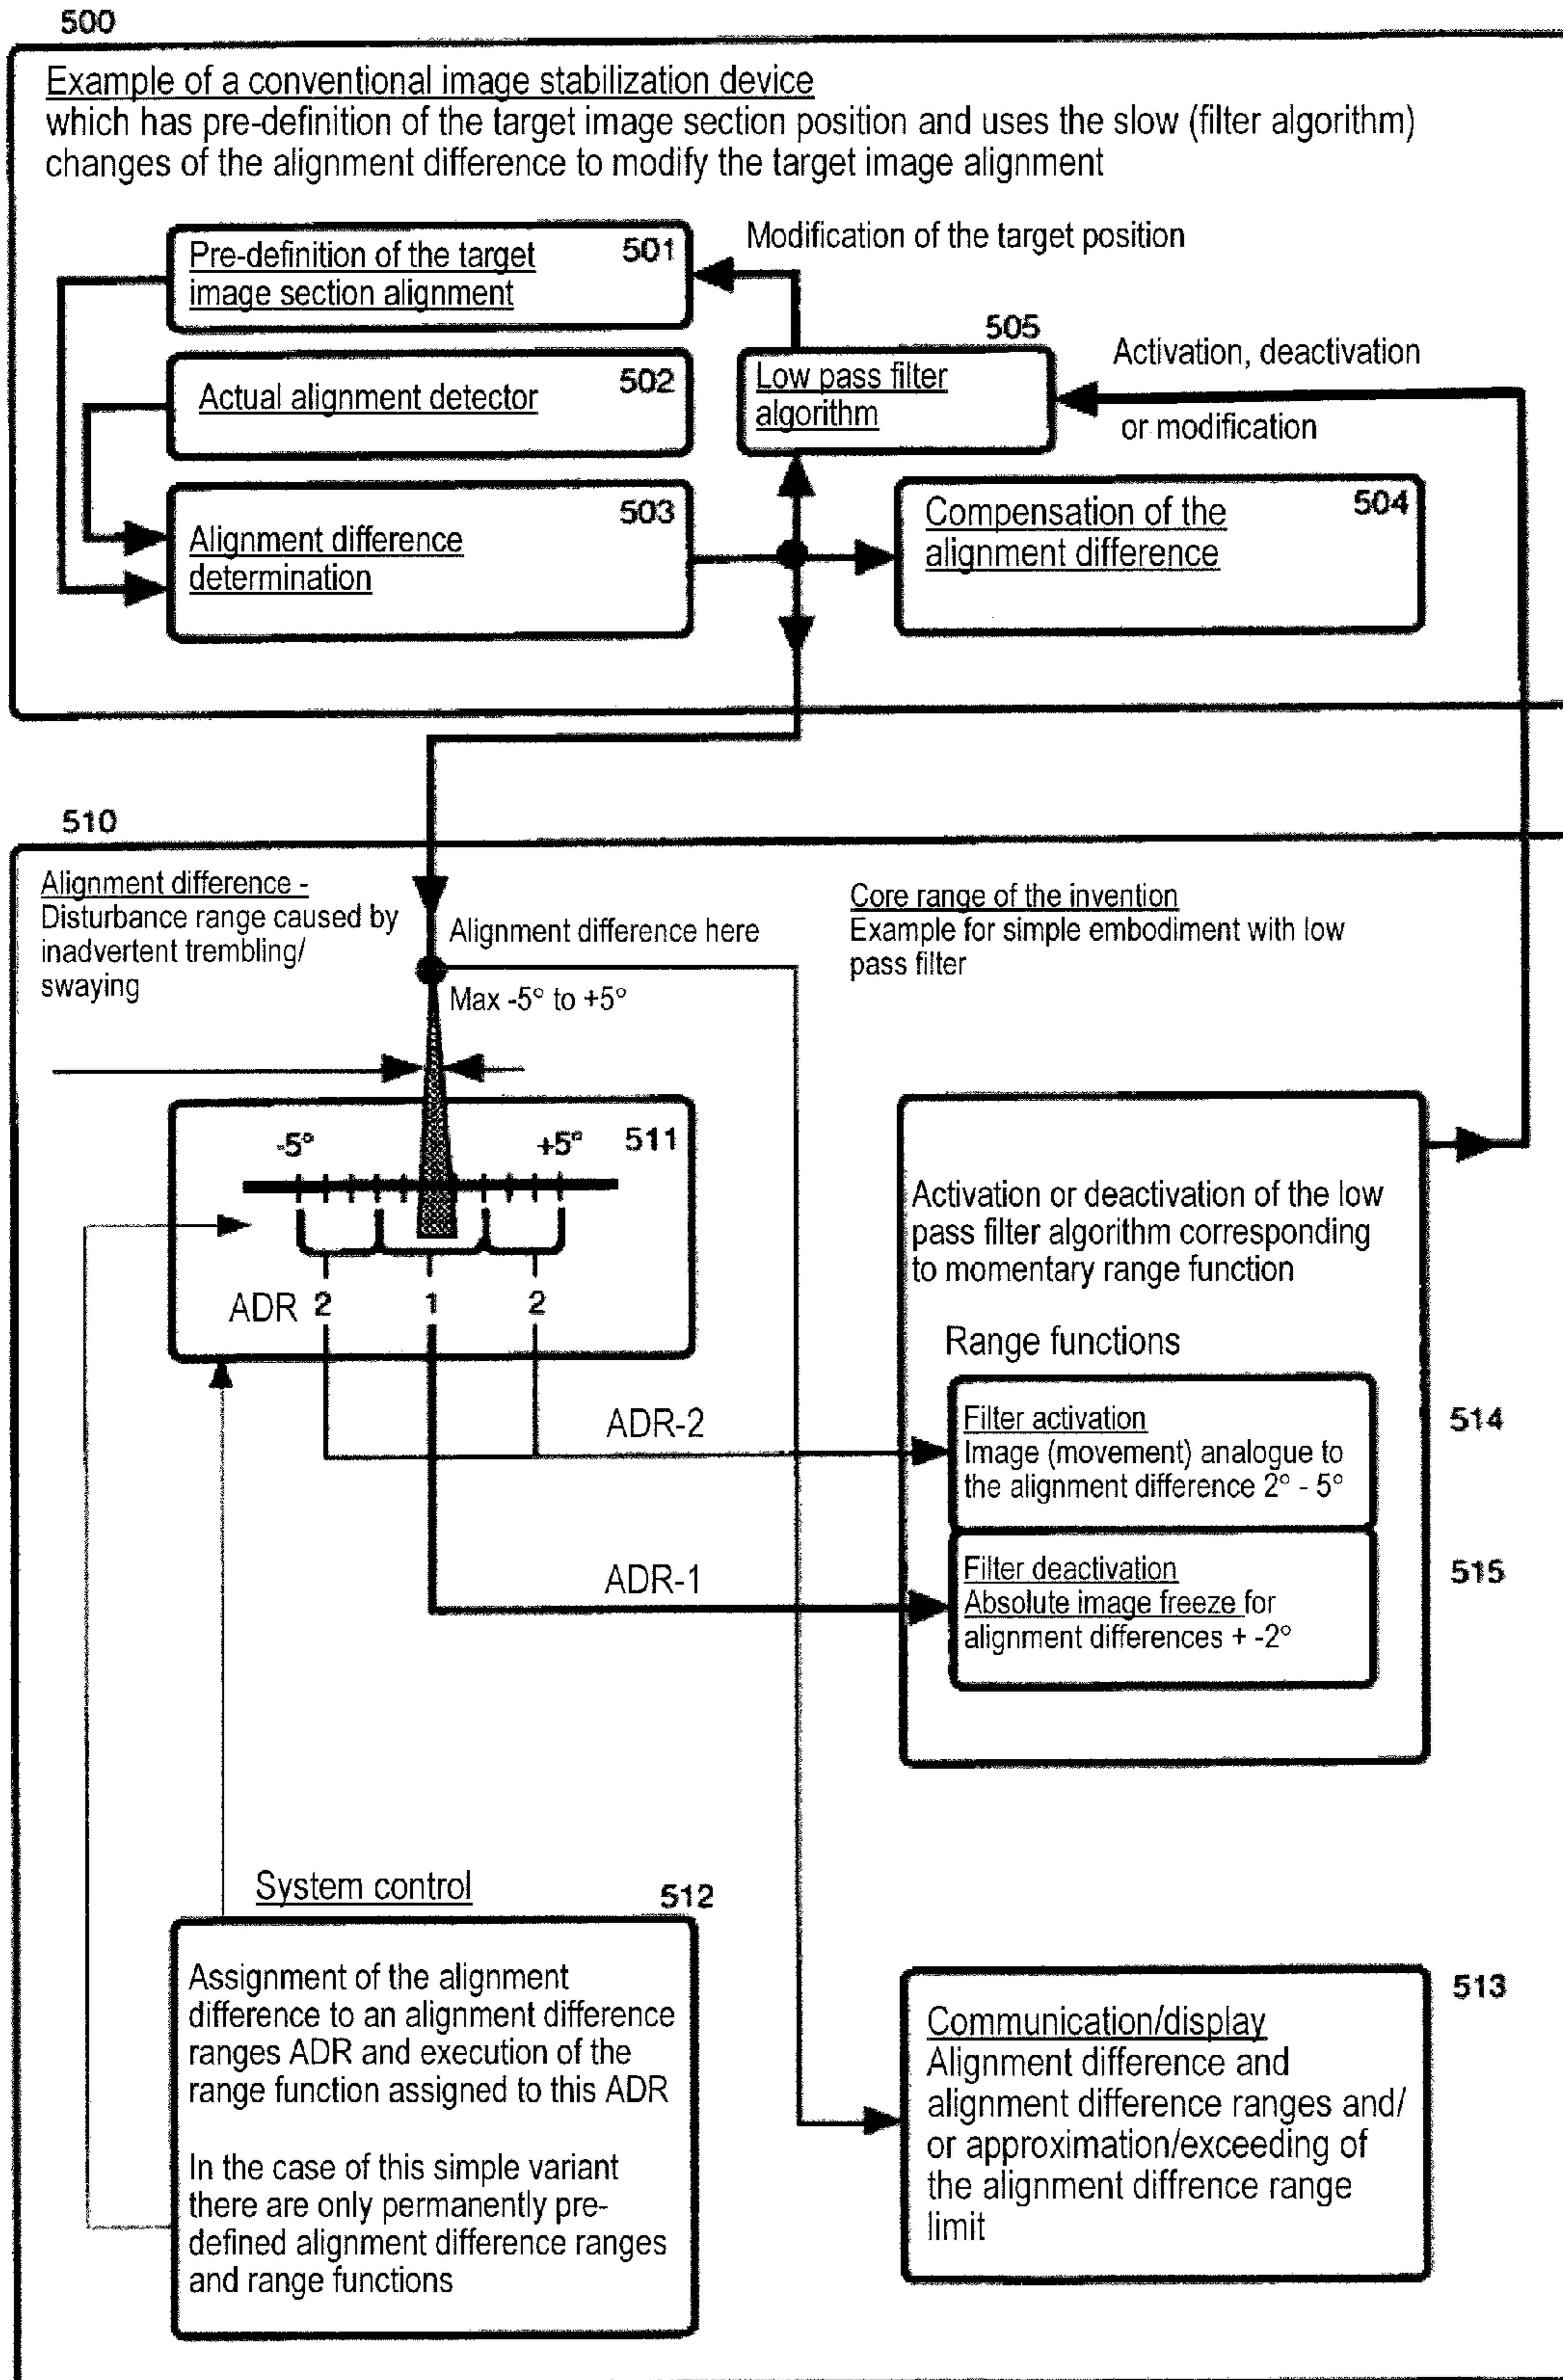 500
Example of a conventional image stabilization device
which has pre-definition of the target image section position and uses the slow (filter algorithm)
changes of the alignment difference to modify the target image alignment
Pre-definition of the target
image section alignment
501
Modification of the target position
Actual alignment detector
502
505
Low pass filter
algorithm
Activation, deactivation
or modification
Alignment difference
determination
503
Compensation of the
alignment difference
504
510
Alignment difference -
Disturbance range caused by
inadvertent trembling/
swaying
Alignment difference here
Max -5° to +5°
Core range of the invention
Example for simple embodiment with low
pass filter
-5°
+5°
511
ADR 2
1
2
ADR-2
ADR-1
Activation or deactivation of the low
pass filter algorithm corresponding
to momentary range function
Range functions
Filter activation
Image (movement) analogue to
the alignment difference 2° - 5°
514
Filter deactivation
Absolute image freeze for
alignment differences + -2°
515
System control
512
Assignment of the alignment
difference to an alignment difference
ranges ADR and execution of the
range function assigned to this ADR
In the case of this simple variant
there are only permanently pre-
defined alignment difference ranges
and range functions
513
Communication/display
Alignment difference and
alignment difference ranges and/
or approximation/exceeding of
the alignment diffrence range
limit